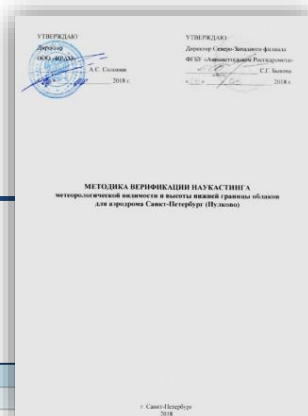 УТВЕРЖДАЮ
Директор
2018 г.
УТВЕРЖДАЮ
Директор Северо-Западного филиала
ФГБУ «Авиаметтелеком Росгидромета»
2018 г.
МЕТОДИКА ВЕРИФИКАЦИИ НАУКАСТИНГА
метеорологической видимости и высоты нижней границы облаков
для аэродрома Санкт-Петербург (Пулково)
г. Санкт-Петербург
2018